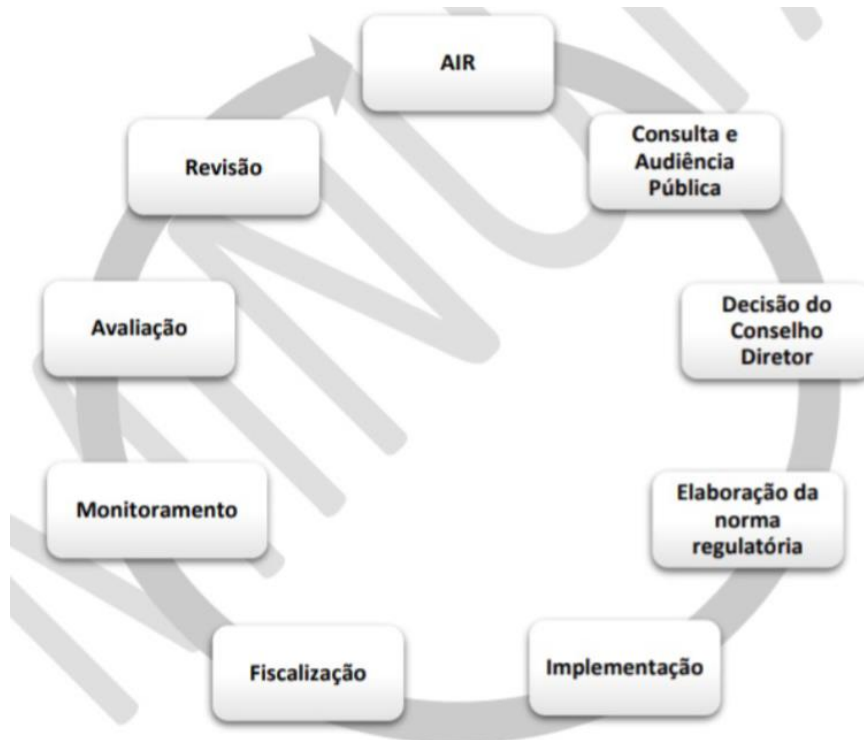 AIR
Consulta e
Audiência
Pública
Decisão do
Conselho
Diretor
Elaboração da
norma
regulatória
Implementação
Fiscalização
Monitoramento
Avaliação
Revisão